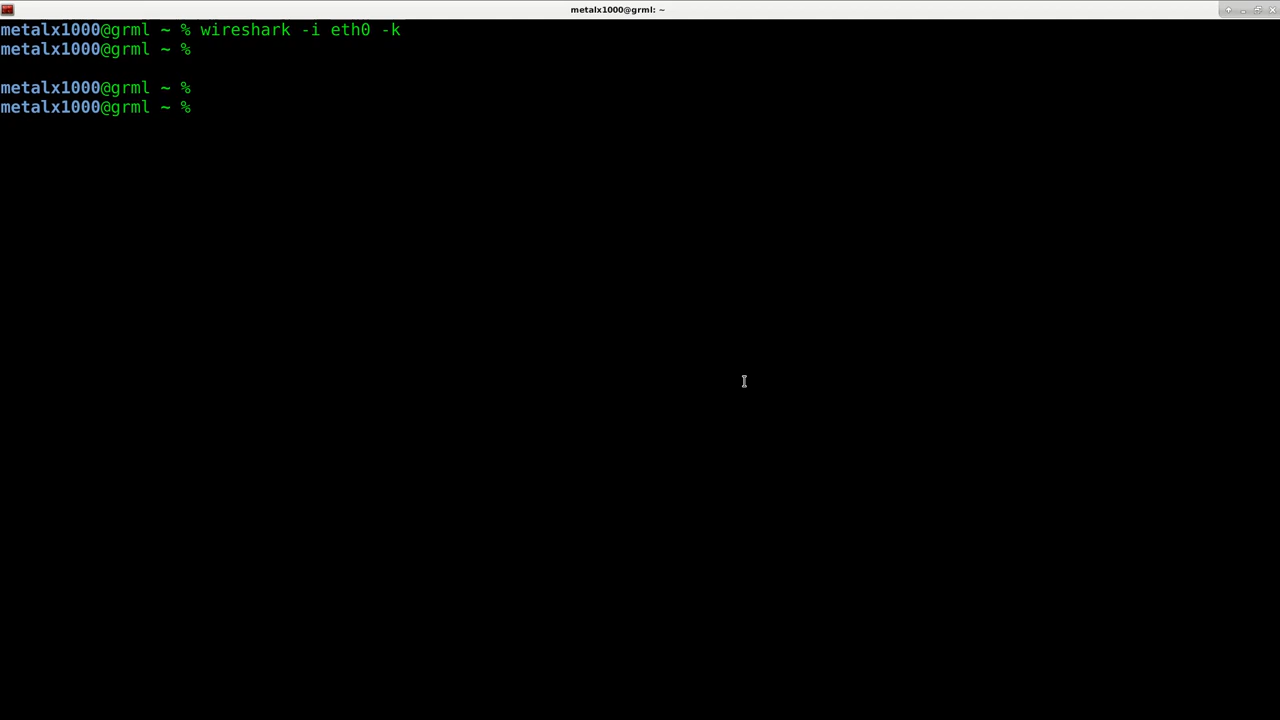 metalx1000@grml: ~
metalx1000@grml ~ % wireshark -i eth0 -k
metalx1000@grml ~ %
metalx1000@grml ~ %
metalx1000@grml ~ %